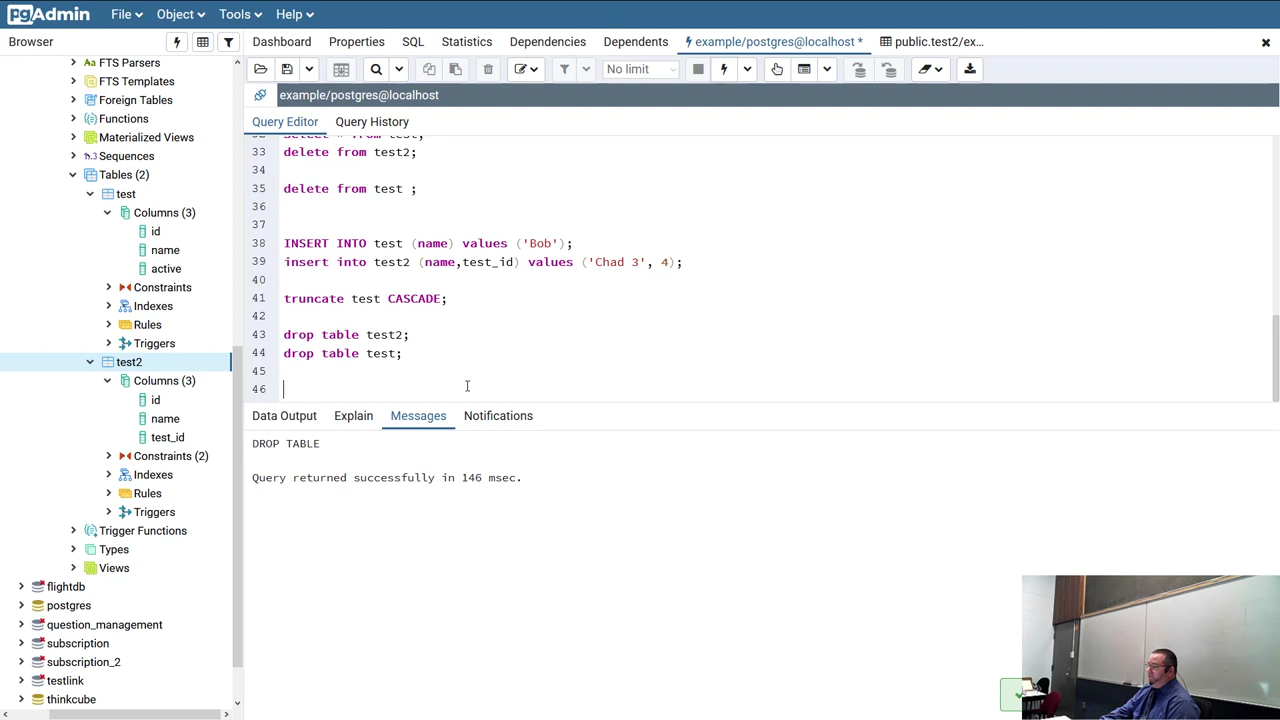 pgAdmin File Object Tools Help
Browser
Dashboard Properties SQL Statistics Dependencies Dependents example/postgres@localhost * public.test2/ex...
No limit
example/postgres@localhost
Query Editor Query History
FTS Parsers
FTS Templates
Foreign Tables
Functions
Materialized Views
Sequences
Tables (2)
test
Columns (3)
id
name
active
Constraints
Indexes
Rules
Triggers
test2
Columns (3)
id
name
test_id
Constraints (2)
Indexes
Rules
Triggers
Trigger Functions
Types
Views
flightdb
postgres
question_management
subscription
subscription_2
testlink
thinkcube
33 delete from test2;
34
35 delete from test ;
36
37
38 INSERT INTO test (name) values ('Bob');
39 insert into test2 (name,test_id) values ('Chad 3', 4);
40
41 truncate test CASCADE;
42
43 drop table test2;
44 drop table test;
45
46
Data Output Explain Messages Notifications
DROP TABLE
Query returned successfully in 146 msec.